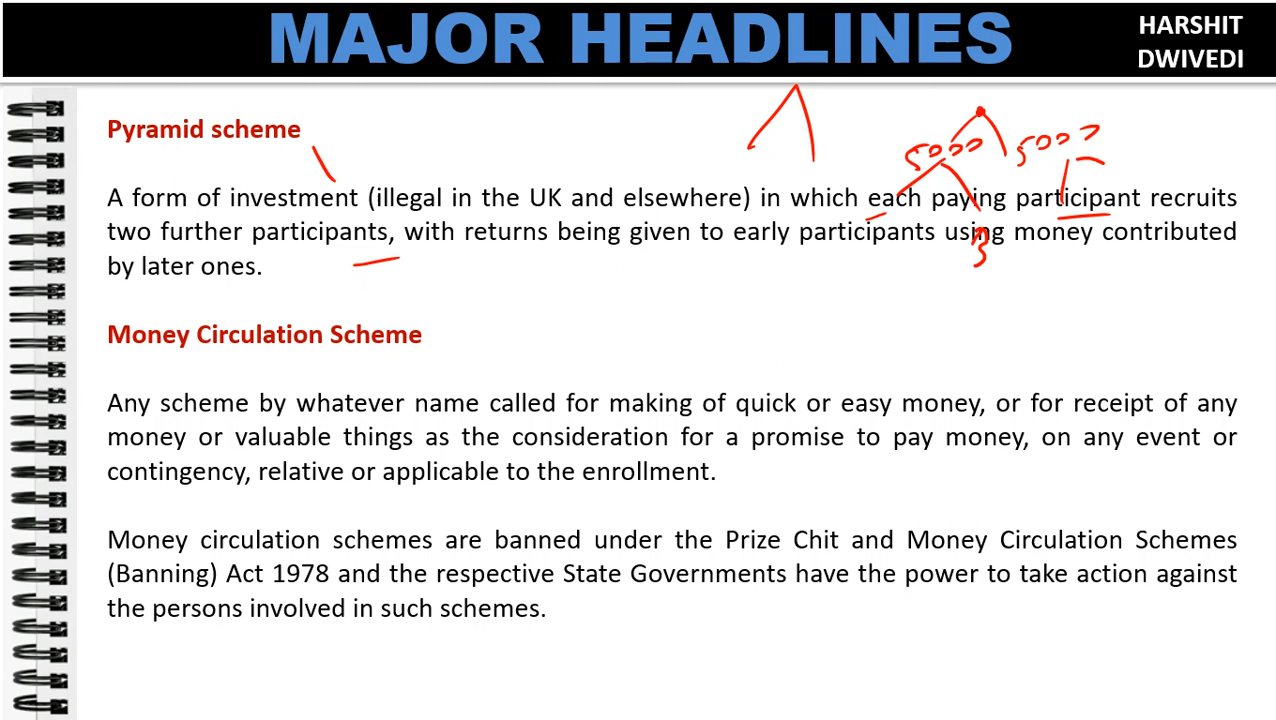 MAJOR HEADLINES
HARSHIT
DWIVEDI
Pyramid scheme
5000 5000
A form of investment (illegal in the UK and elsewhere) in which each paying participant recruits
two further participants, with returns being given to early participants using money contributed
by later ones.
Money Circulation Scheme
Any scheme by whatever name called for making of quick or easy money, or for receipt of any
money or valuable things as the consideration for a promise to pay money, on any event or
contingency, relative or applicable to the enrollment.
Money circulation schemes are banned under the Prize Chit and Money Circulation Schemes
(Banning) Act 1978 and the respective State Governments have the power to take action against
the persons involved in such schemes.